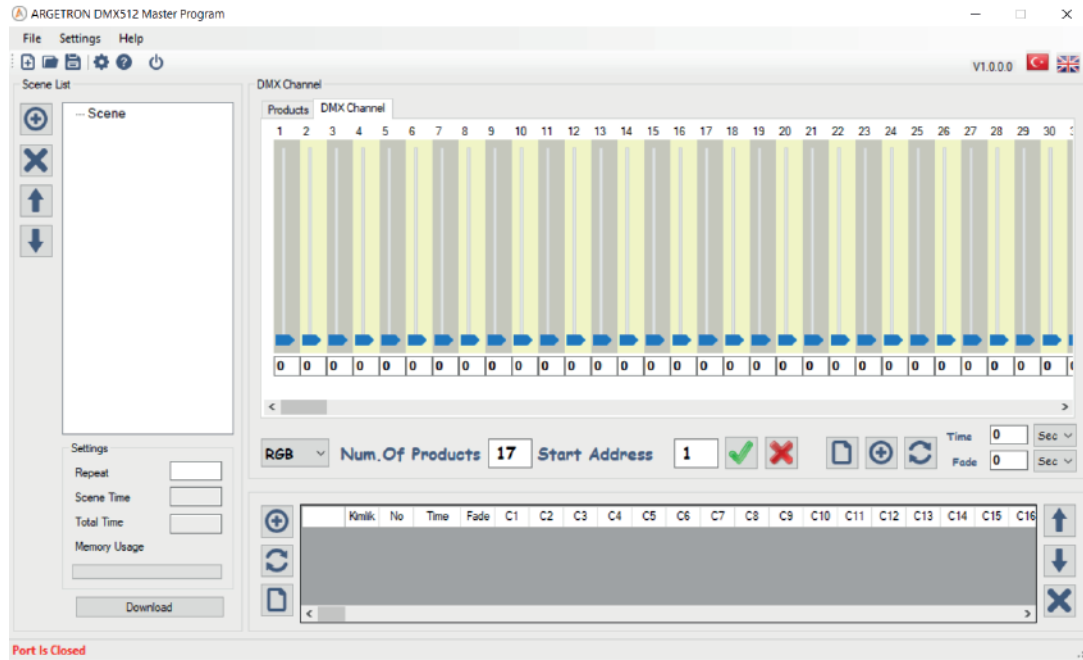 ARGETRON DMX512 Master Program
File Settings Help
V1.0.0.0
Scene List
Scene
DMX Channel
Products DMX Channel
1 2 3 4 5 6 7 8 9 10 11 12 13 14 15 16 17 18 19 20 21 22 23 24 25 26 27 28 29 30
0 0 0 0 0 0 0 0 0 0 0 0 0 0 0 0 0 0 0 0 0 0 0 0 0 0 0 0 0 0
RGB Num.Of Products 17 Start Address 1
Time 0 Sec
Fade 0 Sec
Settings
Repeat
Scene Time
Total Time
Memory Usage
Download
Kimlik No Time Fade C1 C2 C3 C4 C5 C6 C7 C8 C9 C10 C11 C12 C13 C14 C15 C16
Port Is Closed